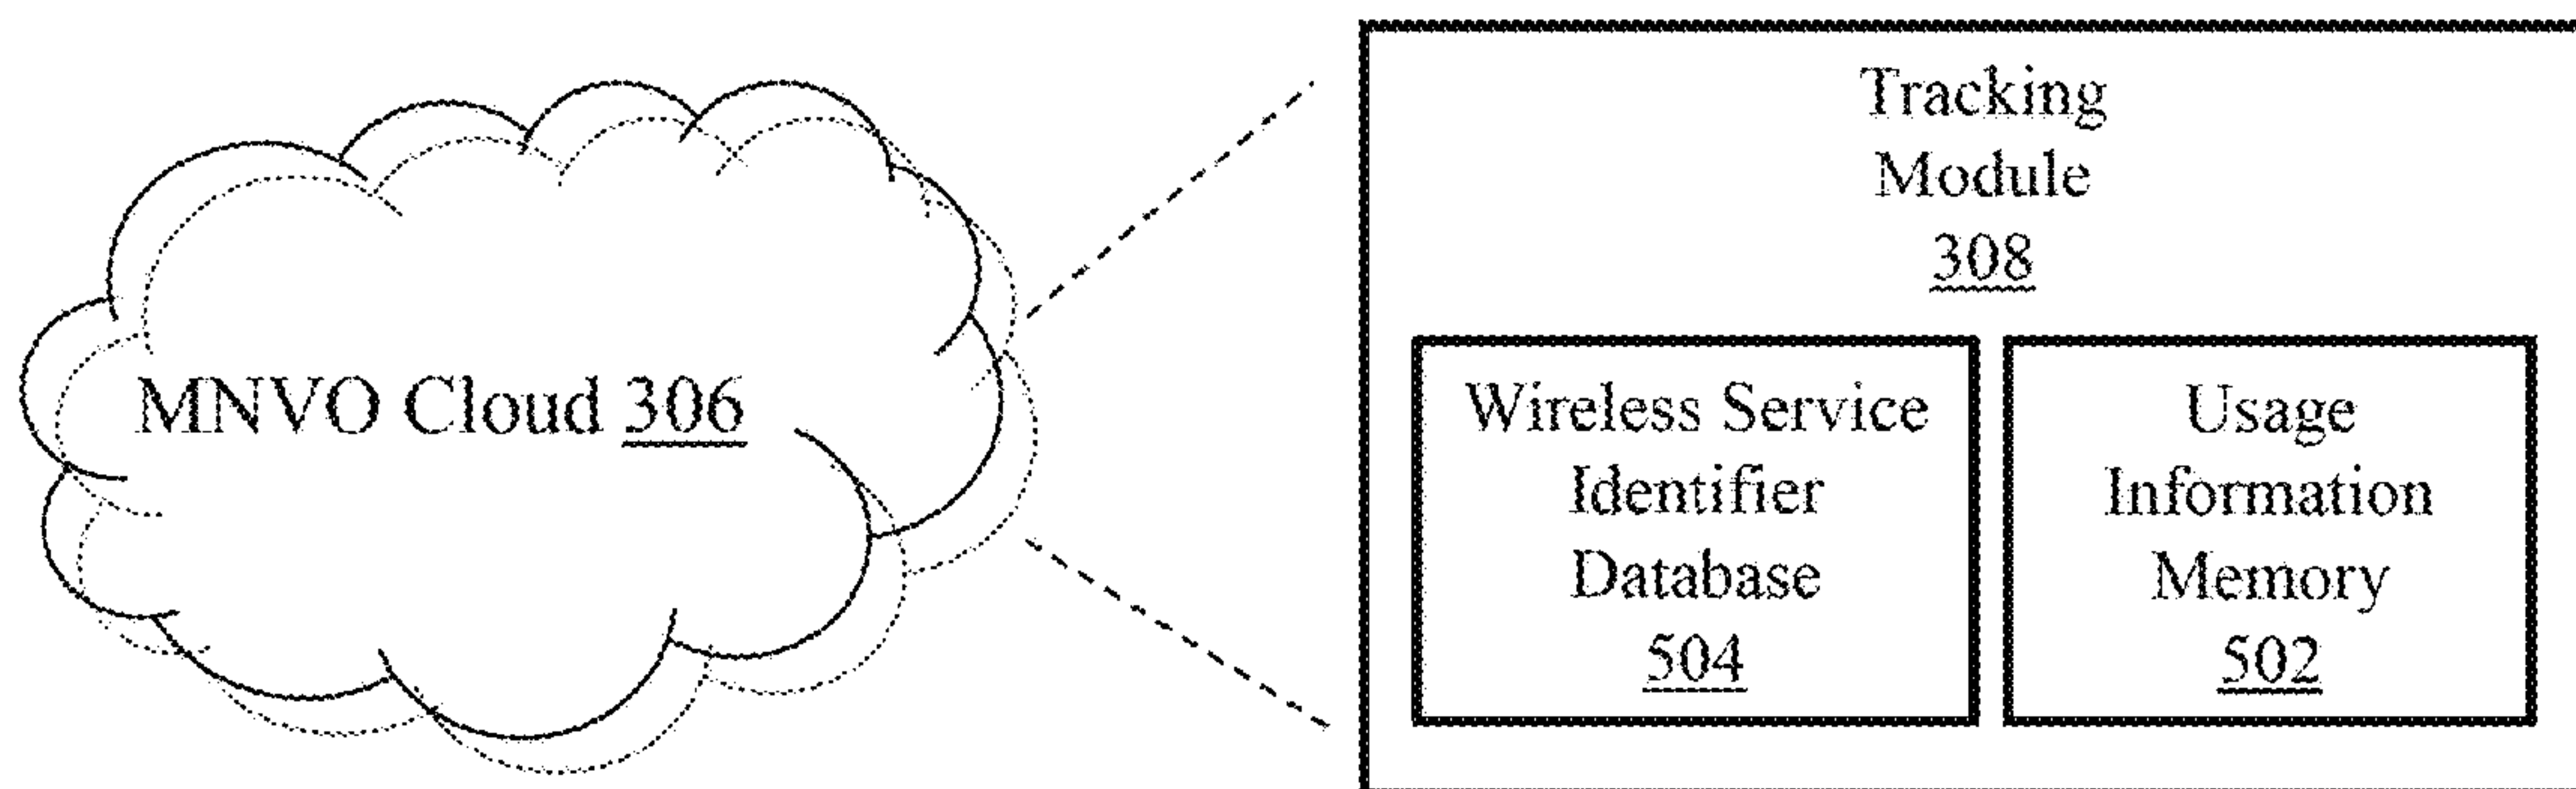 MNVO Cloud 306
Tracking
Module
308
Wireless Service
Identifier
Database
504
Usage
Information
Memory
502